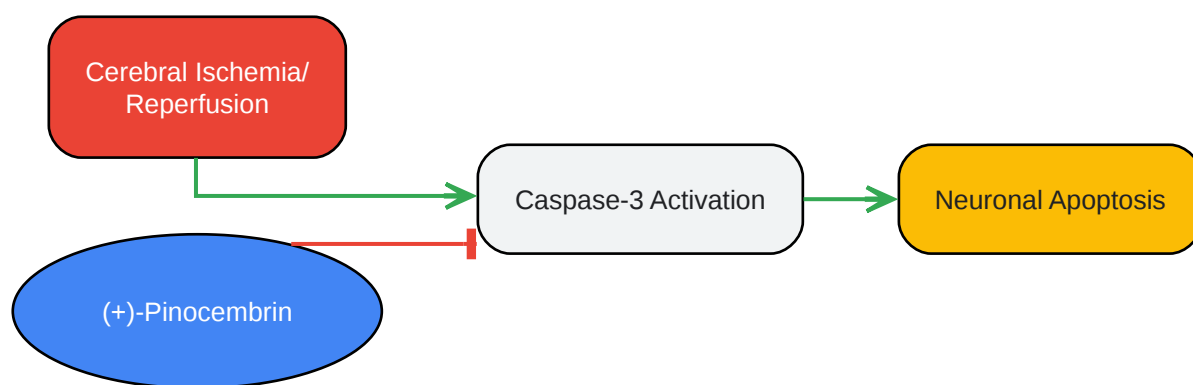 Cerebral Ischemia/
Reperfusion
Caspase-3 Activation
Neuronal Apoptosis
(+)-Pinocembrin